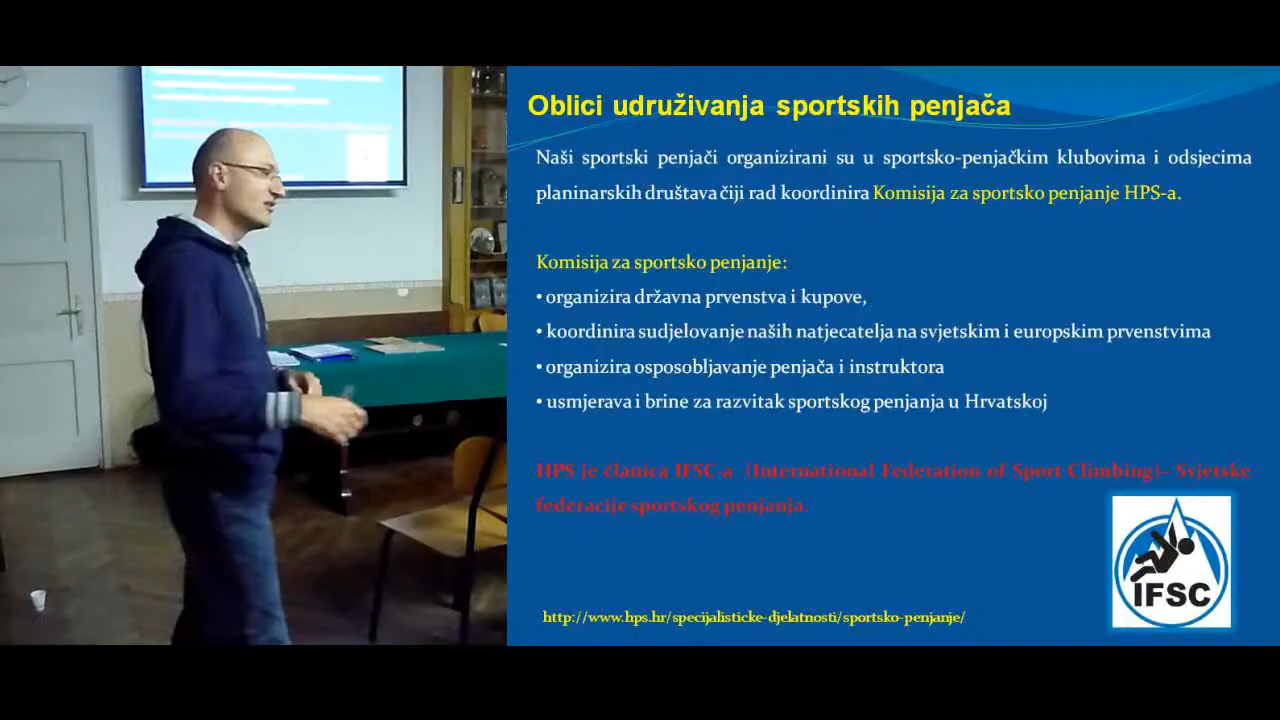 Oblici udruživanja sportskih penjača
Naši sportski penjači organizirani su u sportsko-penjačkim klubovima i odsjecima
planinarskih društava čiji rad koordinira Komisija za sportsko penjanje HPS-a.
Komisija za sportsko penjanje:
• organizira državna prvenstva i kupove,
• koordinira sudjelovanje naših natjecatelja na svjetskim i europskim prvenstvima
• organizira osposobljavanje penjača i instruktora
• usmjerava i brine za razvitak sportskog penjanja u Hrvatskoj
HPS je članica IFSC-a (International Federation of Sport Climbing)– Svjetske
federacije sportskog penjanja.
IFSC
http://www.hps.hr/specijalisticke-djelatnosti/sportsko-penjanje/